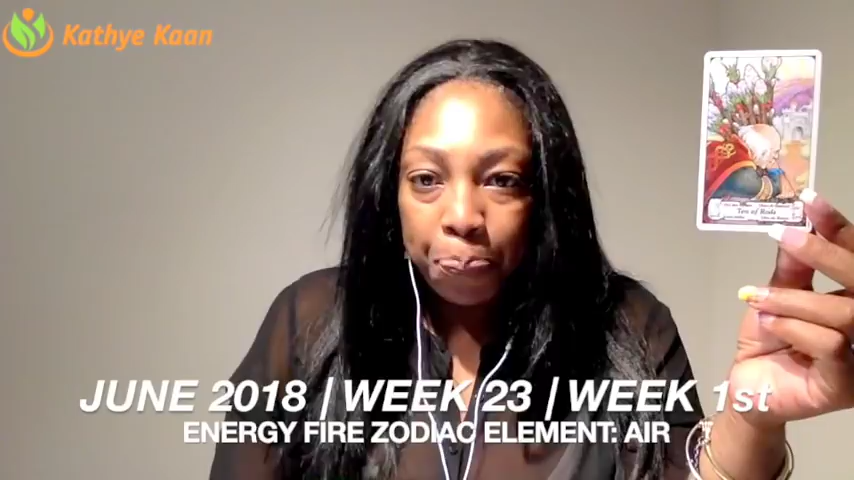 Kathye Kaan
Ten of Rods
JUNE 2018 | WEEK 23 | WEEK 1st
ENERGY FIRE ZODIAC ELEMENT: AIR